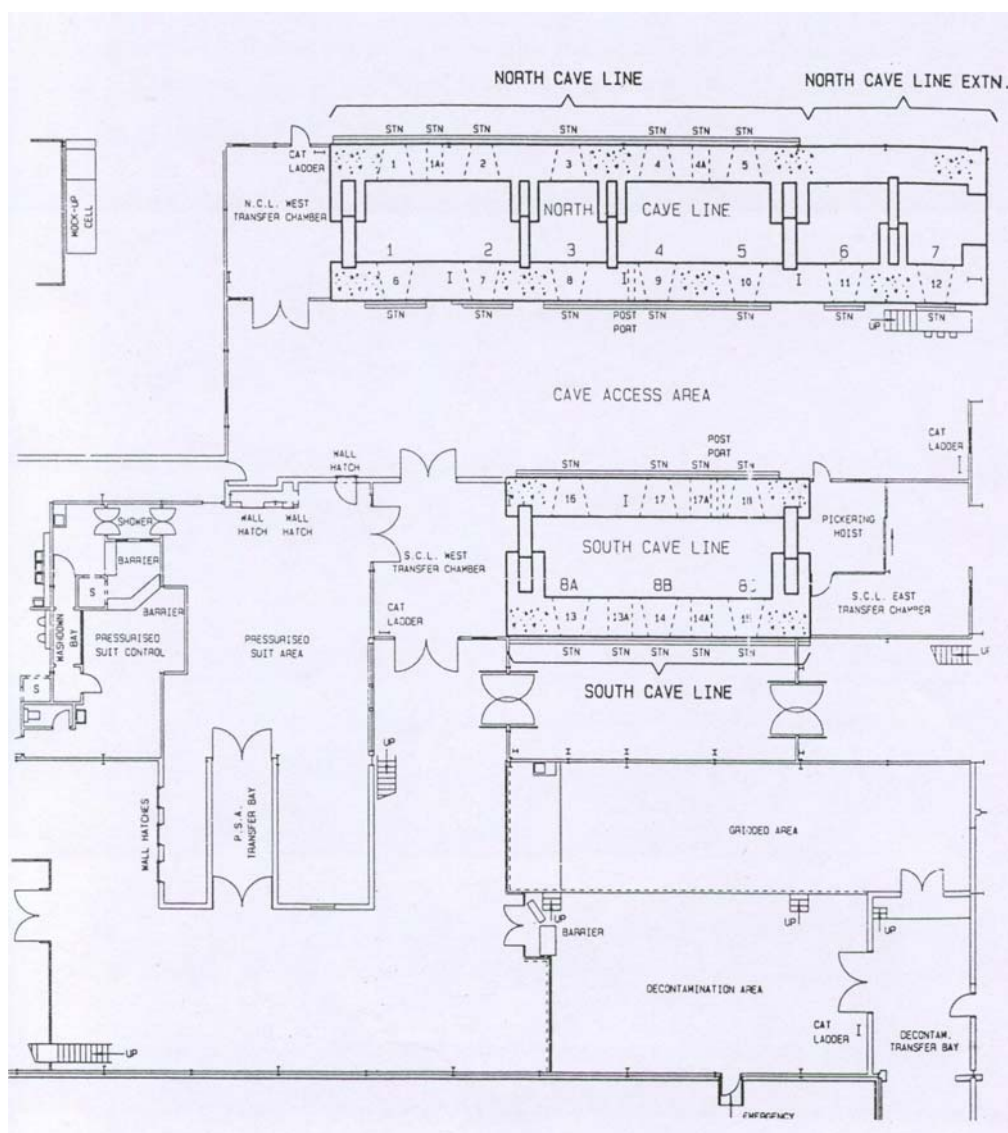 NORTH CAVE LINE
NORTH CAVE LINE EXTN.
STN STN STN STN STN STN STN
CAT
LADDER
1 1A 2 3 4 4A 5
MOCK-UP
CELL
N.C.L. WEST
TRANSFER CHAMBER
NORTH CAVE LINE
1 2 3 4 5 6 7
6 7 8 9 10 11 12
STN STN STN STN STN STN
POST
PORT
UP
STN
CAVE ACCESS AREA
CAT
LADDER
POST
PORT
WALL
HATCH
STN STN STN STN
16 17 17A 18
WALL
HATCH
WALL
HATCH
SHOWER
BARRIER
S
BARRIER
WASHDOWN
BAY
PRESSURISED
SUIT CONTROL
S
PRESSURISED
SUIT AREA
S.C.L. WEST
TRANSFER CHAMBER
CAT
LADDER
SOUTH CAVE LINE
8A 8B
13 13A 14 14A 15
STN STN STN STN STN
SOUTH CAVE LINE
PICKERING
HOIST
S.C.L. EAST
TRANSFER CHAMBER
UP
UP
WALL HATCHES
P.S.A.
TRANSFER BAY
GRIDDED AREA
UP
BARRIER
UP
UP
DECONTAMINATION AREA
CAT
LADDER
DECONTAM.
TRANSFER BAY
UP
EMERGENCY